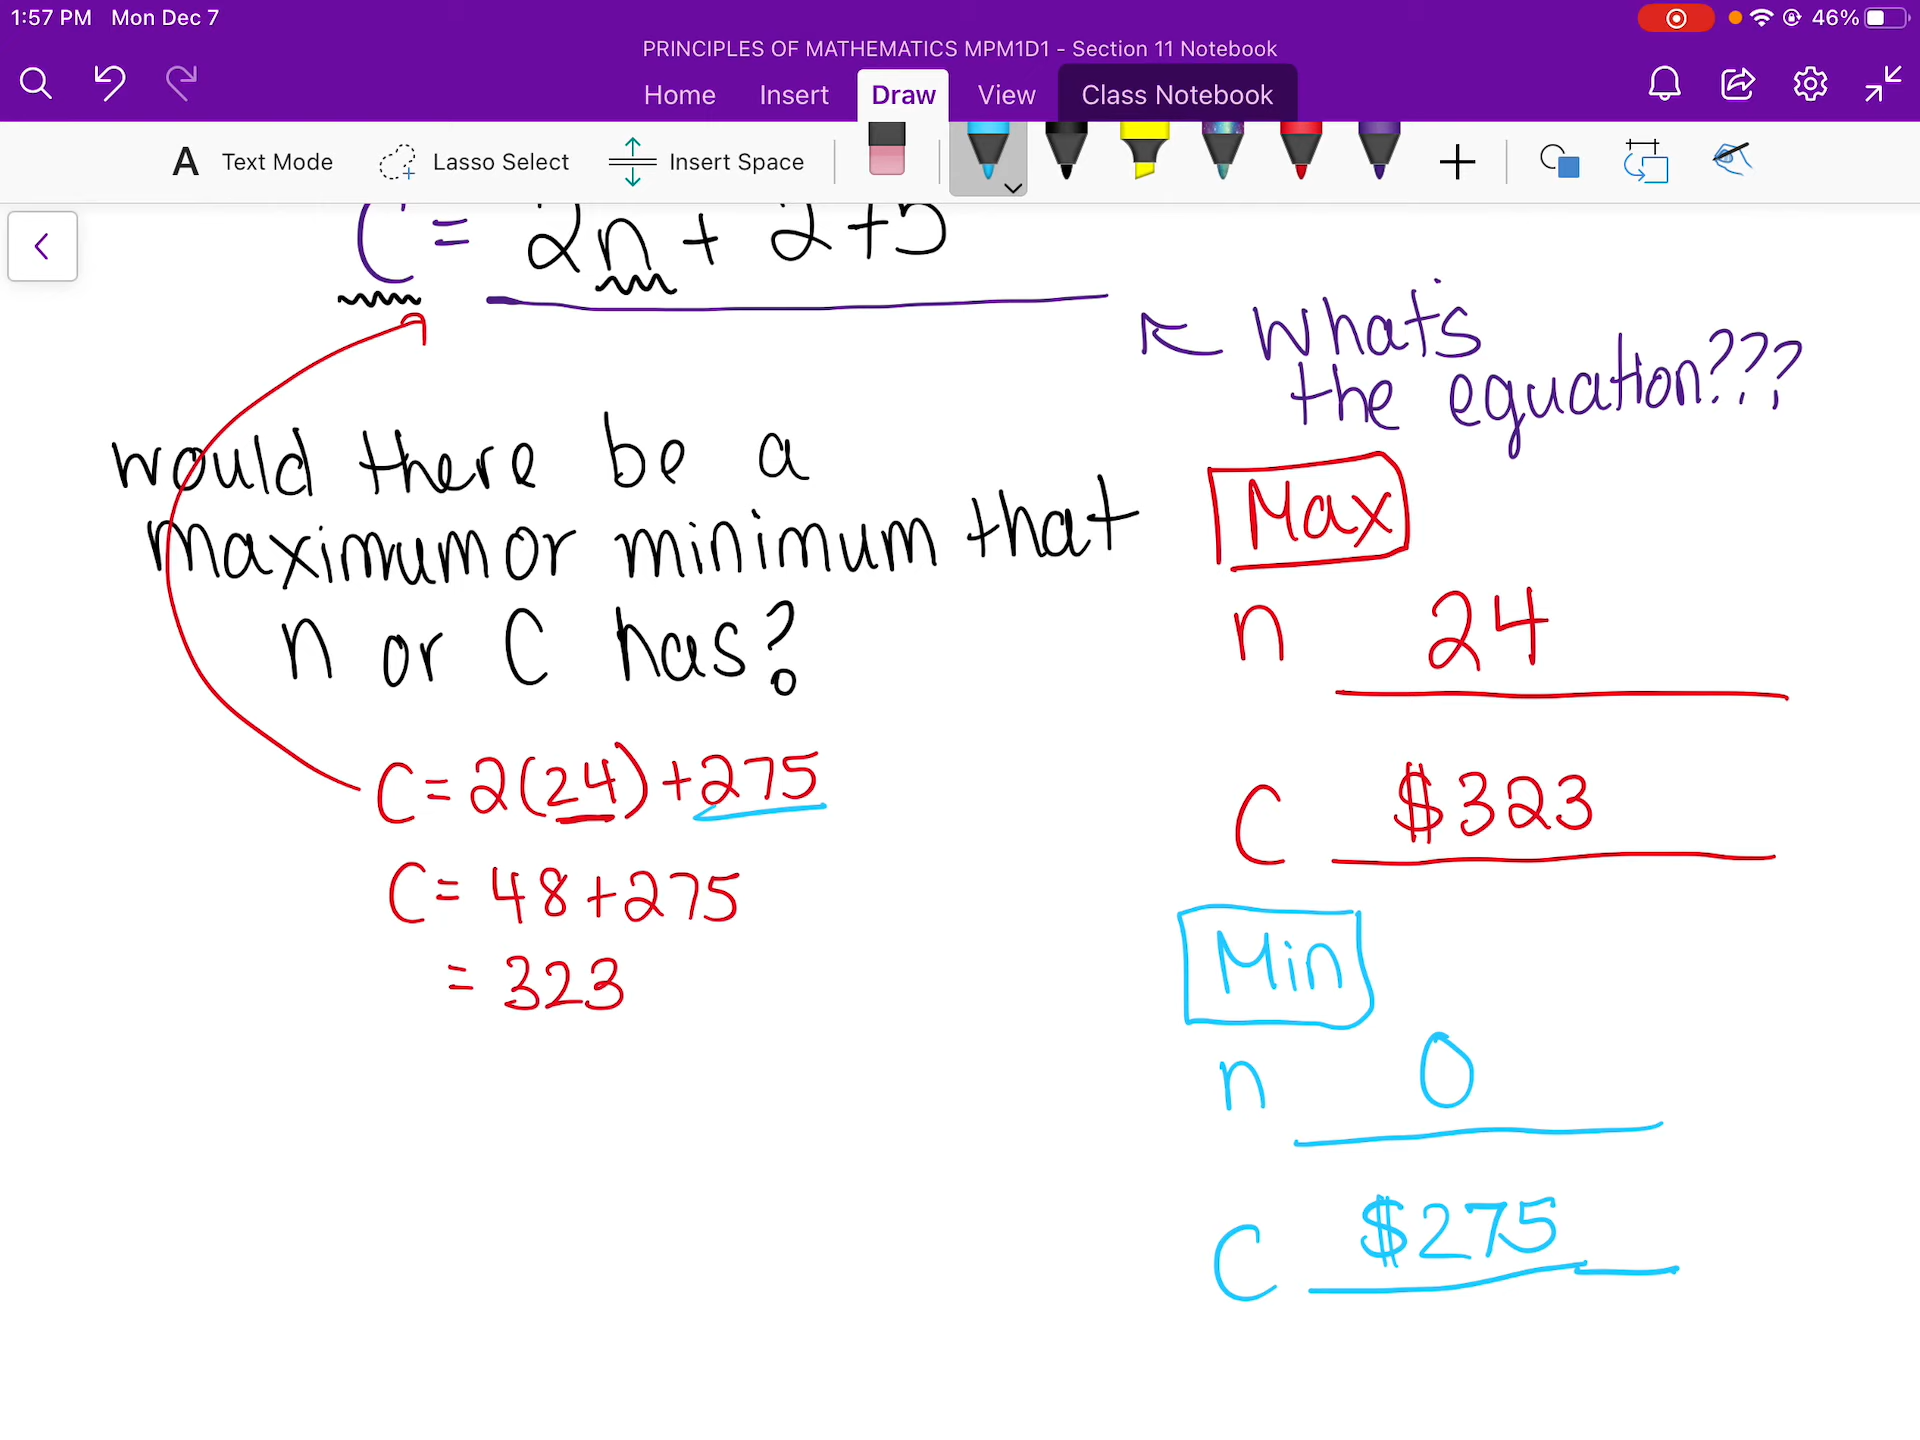 1:57 PM Mon Dec 7
46%
PRINCIPLES OF MATHEMATICS MPM1D1 - Section 11 Notebook
Home Insert Draw View Class Notebook
A Text Mode Lasso Select Insert Space
C = 2n + 275
What's
the equation???
would there be a
maximum or minimum that
n or C has?
C = 2(24) + 275
C = 48 + 275
= 323
Max
n 24
C $323
Min
n 0
C $275